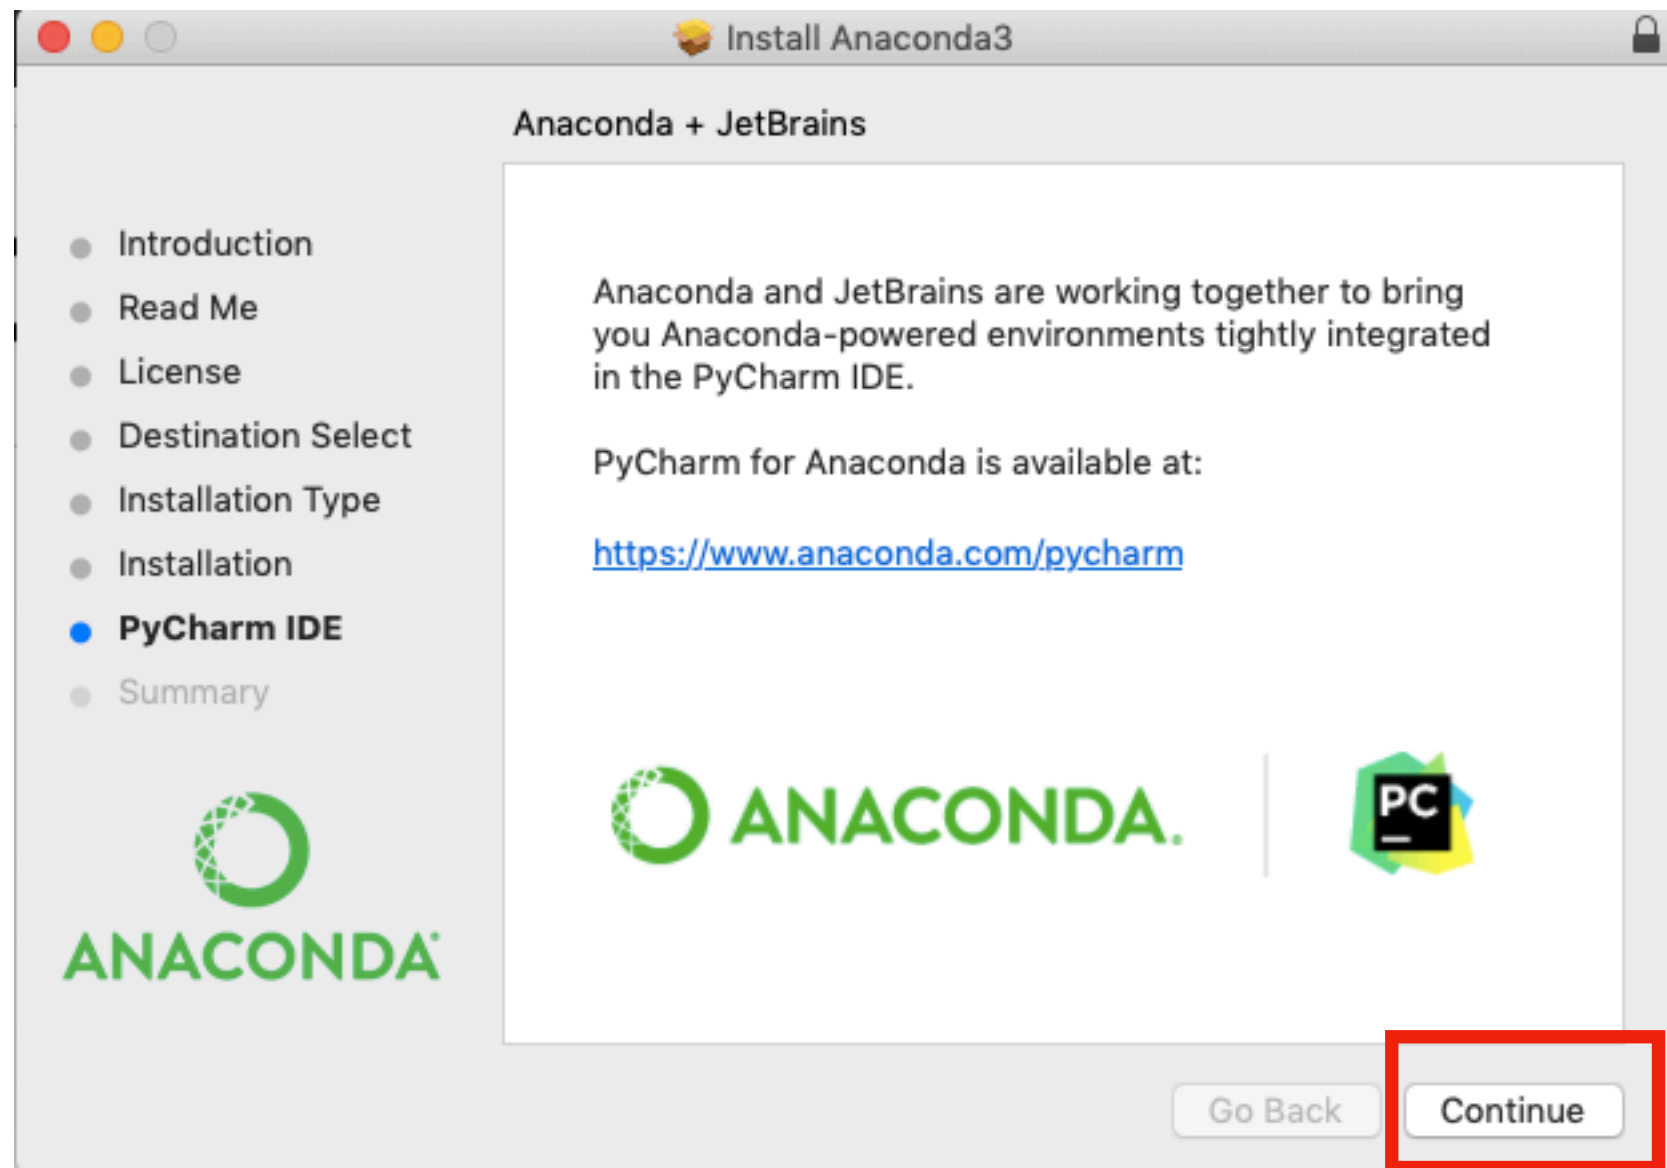 Install Anaconda3
Anaconda + JetBrains
Introduction
Read Me
License
Destination Select
Installation Type
Installation
PyCharm IDE
Summary
ANACONDA
Anaconda and JetBrains are working together to bring
you Anaconda-powered environments tightly integrated
in the PyCharm IDE.
PyCharm for Anaconda is available at:
https://www.anaconda.com/pycharm
ANACONDA.
PC
Go Back
Continue